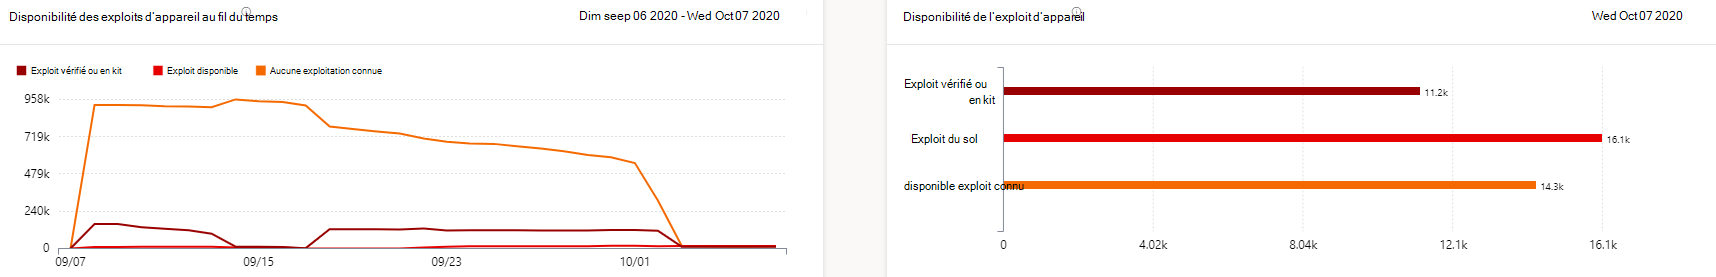 Disponibilité des exploits d'appareil au fil du temps
Dim seep 06 2020 - Wed Oct 07 2020
Exploit vérifié ou en kit
Exploit disponible
Aucune exploitation connue
958k
719k
479k
240k
0
09/07
09/15
09/23
10/01
Disponibilité de l'exploit d'appareil
Wed Oct 07 2020
Exploit vérifié ou
en kit
11.2k
Exploit du sol
16.1k
disponible exploit connu
14.3k
0
4.02k
8.04k
12.1k
16.1k